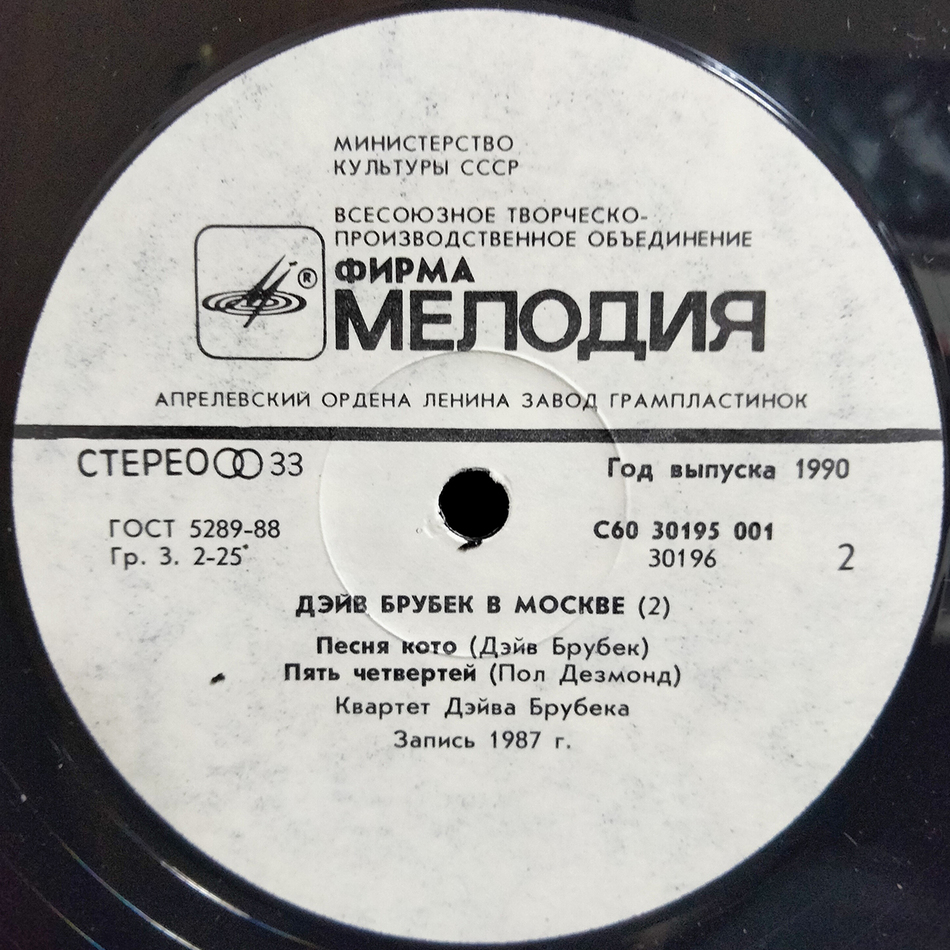 МИНИСТЕРСТВО
КУЛЬТУРЫ СССР
ВСЕСОЮЗНОЕ ТВОРЧЕСКО-
ПРОИЗВОДСТВЕННОЕ ОБЪЕДИНЕНИЕ
®
ФИРМА
МЕЛОДИЯ
АПРЕЛЕВСКИЙ ОРДЕНА ЛЕНИНА ЗАВОД ГРАМПЛАСТИНОК
СТЕРЕО 33
Год выпуска 1990
ГОСТ 5289-88
Гр. 3. 2-25
С60 30195 001
30196
2
ДЭЙВ БРУБЕК В МОСКВЕ (2)
Песня кото (Дэйв Брубек)
Пять четвертей (Пол Дезмонд)
Квартет Дэйва Брубека
Запись 1987 г.